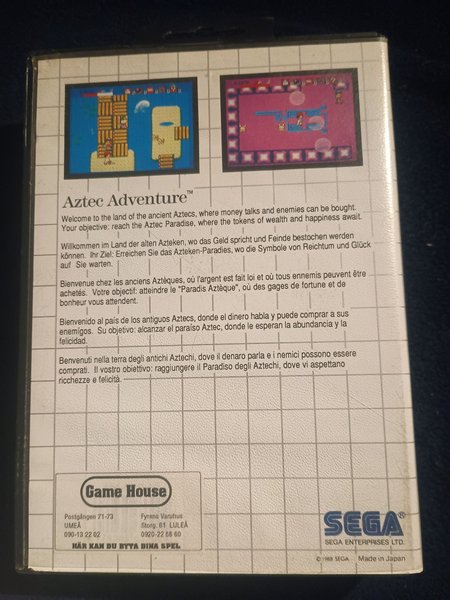 Aztec Adventure™
Welcome to the land of the ancient Aztecs, where money talks and enemies can be bought.
Your objective: reach the Aztec Paradise, where the tokens of wealth and happiness await.
Willkommen im Land der alten Azteken, wo das Geld spricht und Feinde bestochen werden
können. Ihr Ziel: Erreichen Sie das Azteken-Paradies, wo die Symbole von Reichtum und Glück
auf Sie warten.
Bienvenue chez les anciens Aztèques, où l'argent est fait loi et où tous ennemis peuvent être
achetés. Votre objectif: atteindre le "Paradis Aztèque", où des gages de fortune et de
bonheur vous attendent.
Bienvenido al país de los antiguos Aztecs, donde el dinero habla y puede comprar a sus
enemigos. Su objetivo: alcanzar el paraíso Aztec, donde le esperan la abundancia y la
felicidad.
Benvenuti nella terra degli antichi Aztechi, dove il denaro parla e i nemici possono essere
comprati. Il vostro obiettivo: raggiungere il Paradiso degli Aztechi, dove vi aspettano
ricchezze e felicità.
Game House
Postgången 71-73
UMEÅ
090-13 22 02
Fyrens Varuhus
Storg. 61 LULEÅ
0920-22 88 60
HÄR KAN DU BYTA DINA SPEL
SEGA
SEGA ENTERPRISES LTD.
© 1988 SEGA Made in Japan